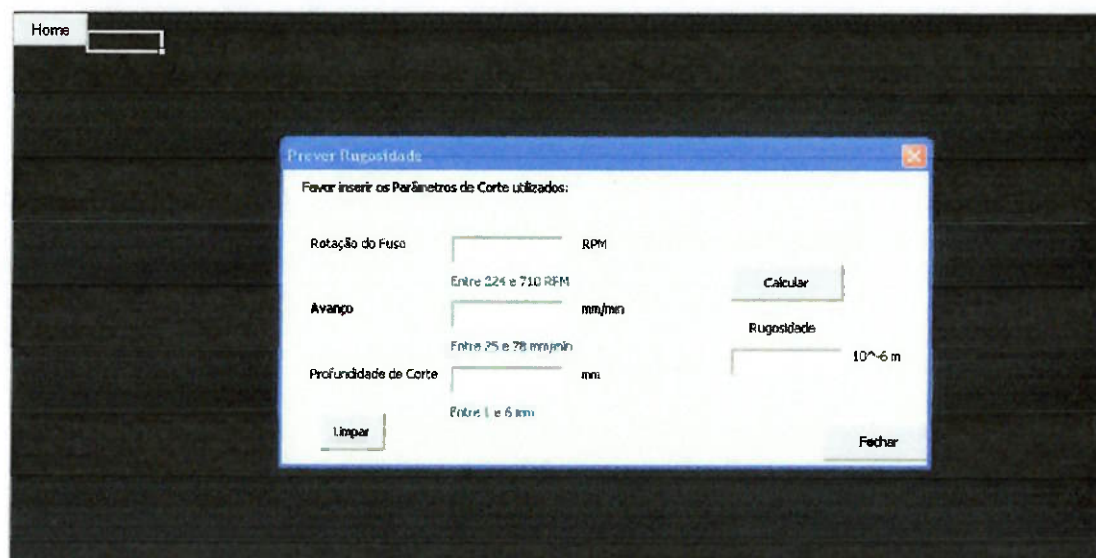 Home
Prever Rugosidade
Favor inserir os Parâmetros de Corte utilizados:
Rotação do Fuso RPM
Entre 224 e 710 RPM
Calcular
Avanço mm/min
Rugosidade
Entre 25 e 78 mm/min
10^-6 m
Profundidade de Corte mm
Entre 1 e 6 mm
Limpar
Fechar